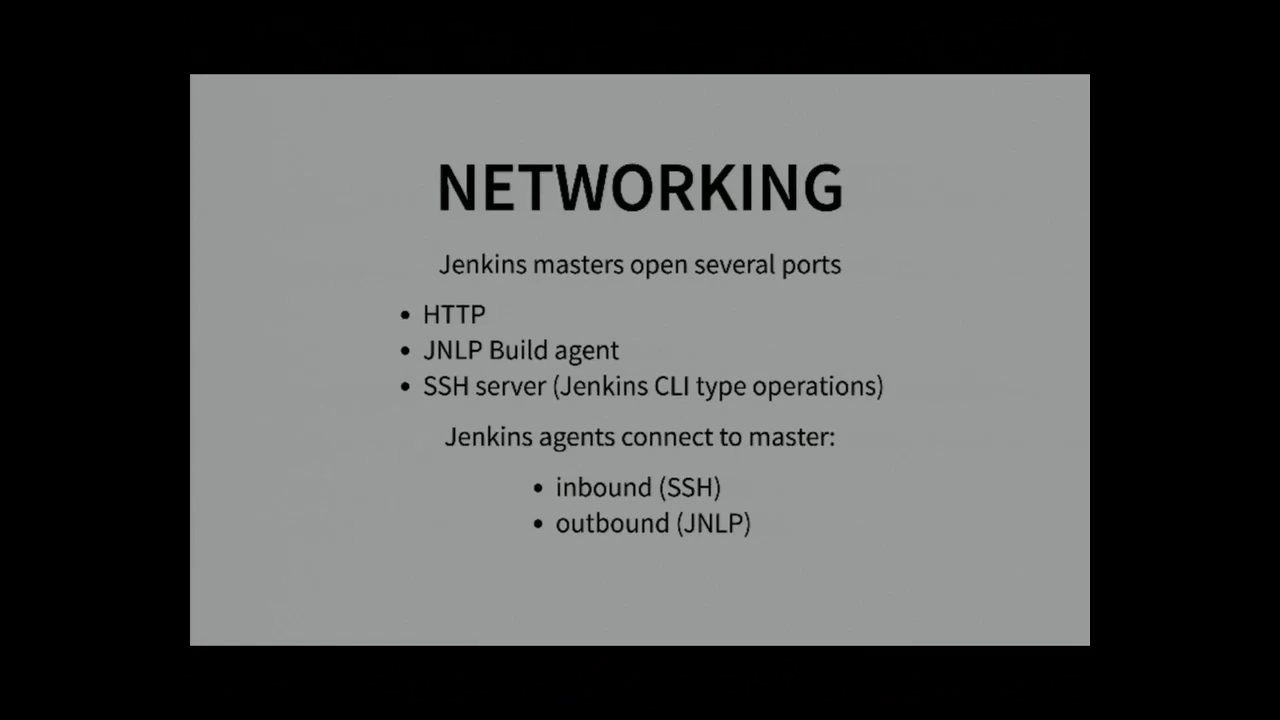 NETWORKING
Jenkins masters open several ports
• HTTP
• JNLP Build agent
• SSH server (Jenkins CLI type operations)
Jenkins agents connect to master:
• inbound (SSH)
• outbound (JNLP)